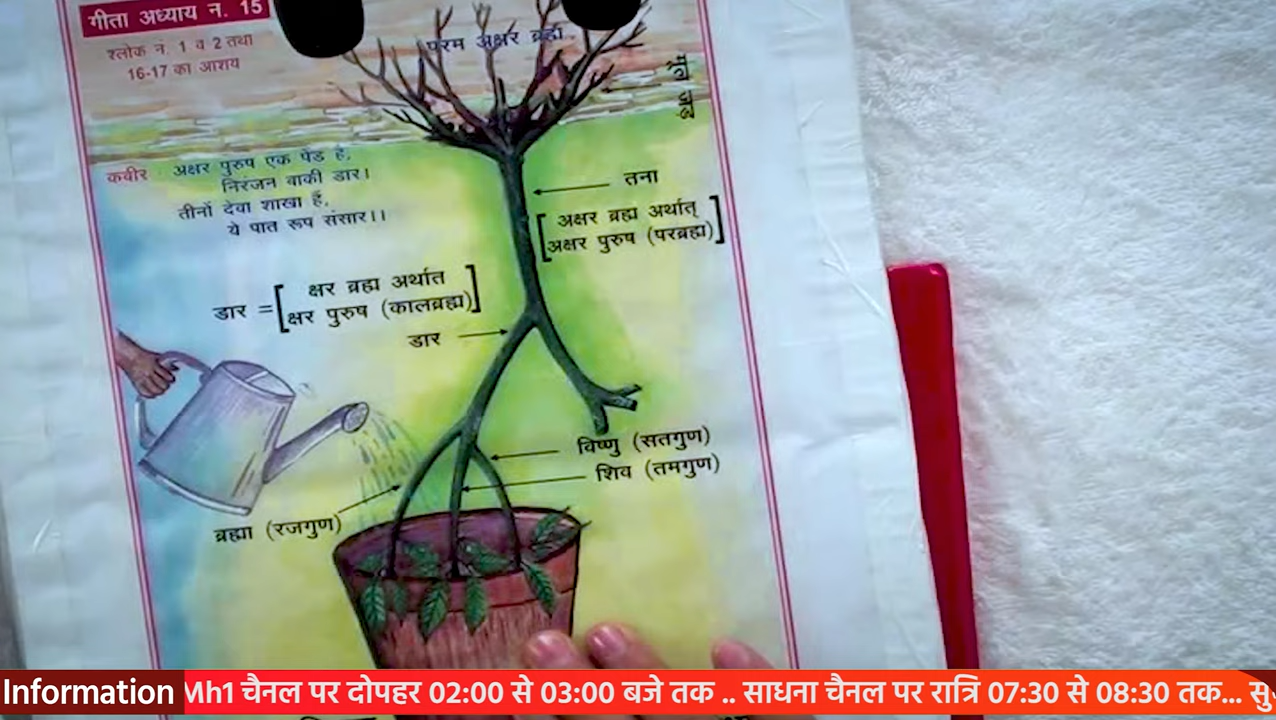 गीता अध्याय न. 15
श्लोक न. 1 व 2 तथा
16-17 का आशय
परम अक्षर ब्रह्म
मूल जड़
कबीर अक्षर पुरुष एक पेड़ है,
निरंजन वाकी डार।
तीनों देवा शाखा हैं,
ये पात रूप संसार।।
तना
[अक्षर ब्रह्म अर्थात्
अक्षर पुरुष (परब्रह्म)]
डार = [क्षर ब्रह्म अर्थात
क्षर पुरुष (कालब्रह्म)]
डार
विष्णु (सतगुण)
शिव (तमगुण)
ब्रह्मा (रजगुण)
Information Mh1 चैनल पर दोपहर 02:00 से 03:00 बजे तक .. साधना चैनल पर रात्रि 07:30 से 08:30 तक...